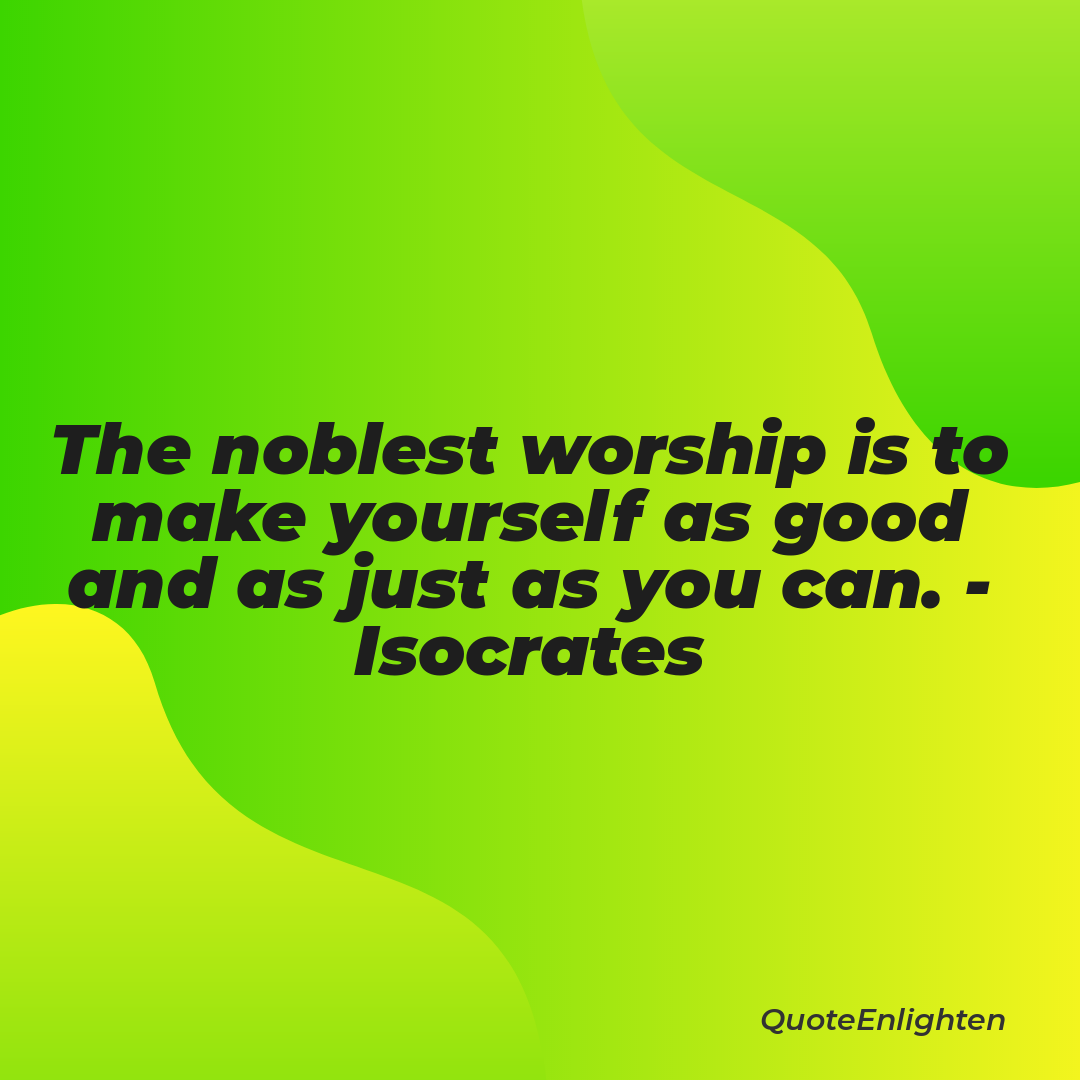 The noblest worship is to
make yourself as good
and as just as you can. -
Isocrates
QuoteEnlighten